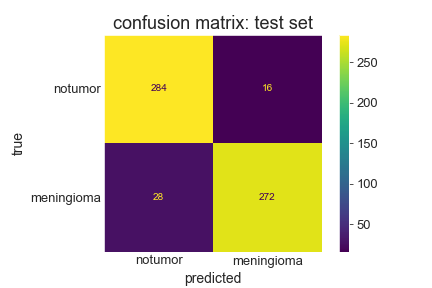 confusion matrix: test set
notumor
284
16
meningioma
28
272
notumor
meningioma
predicted
true
250
200
150
100
50